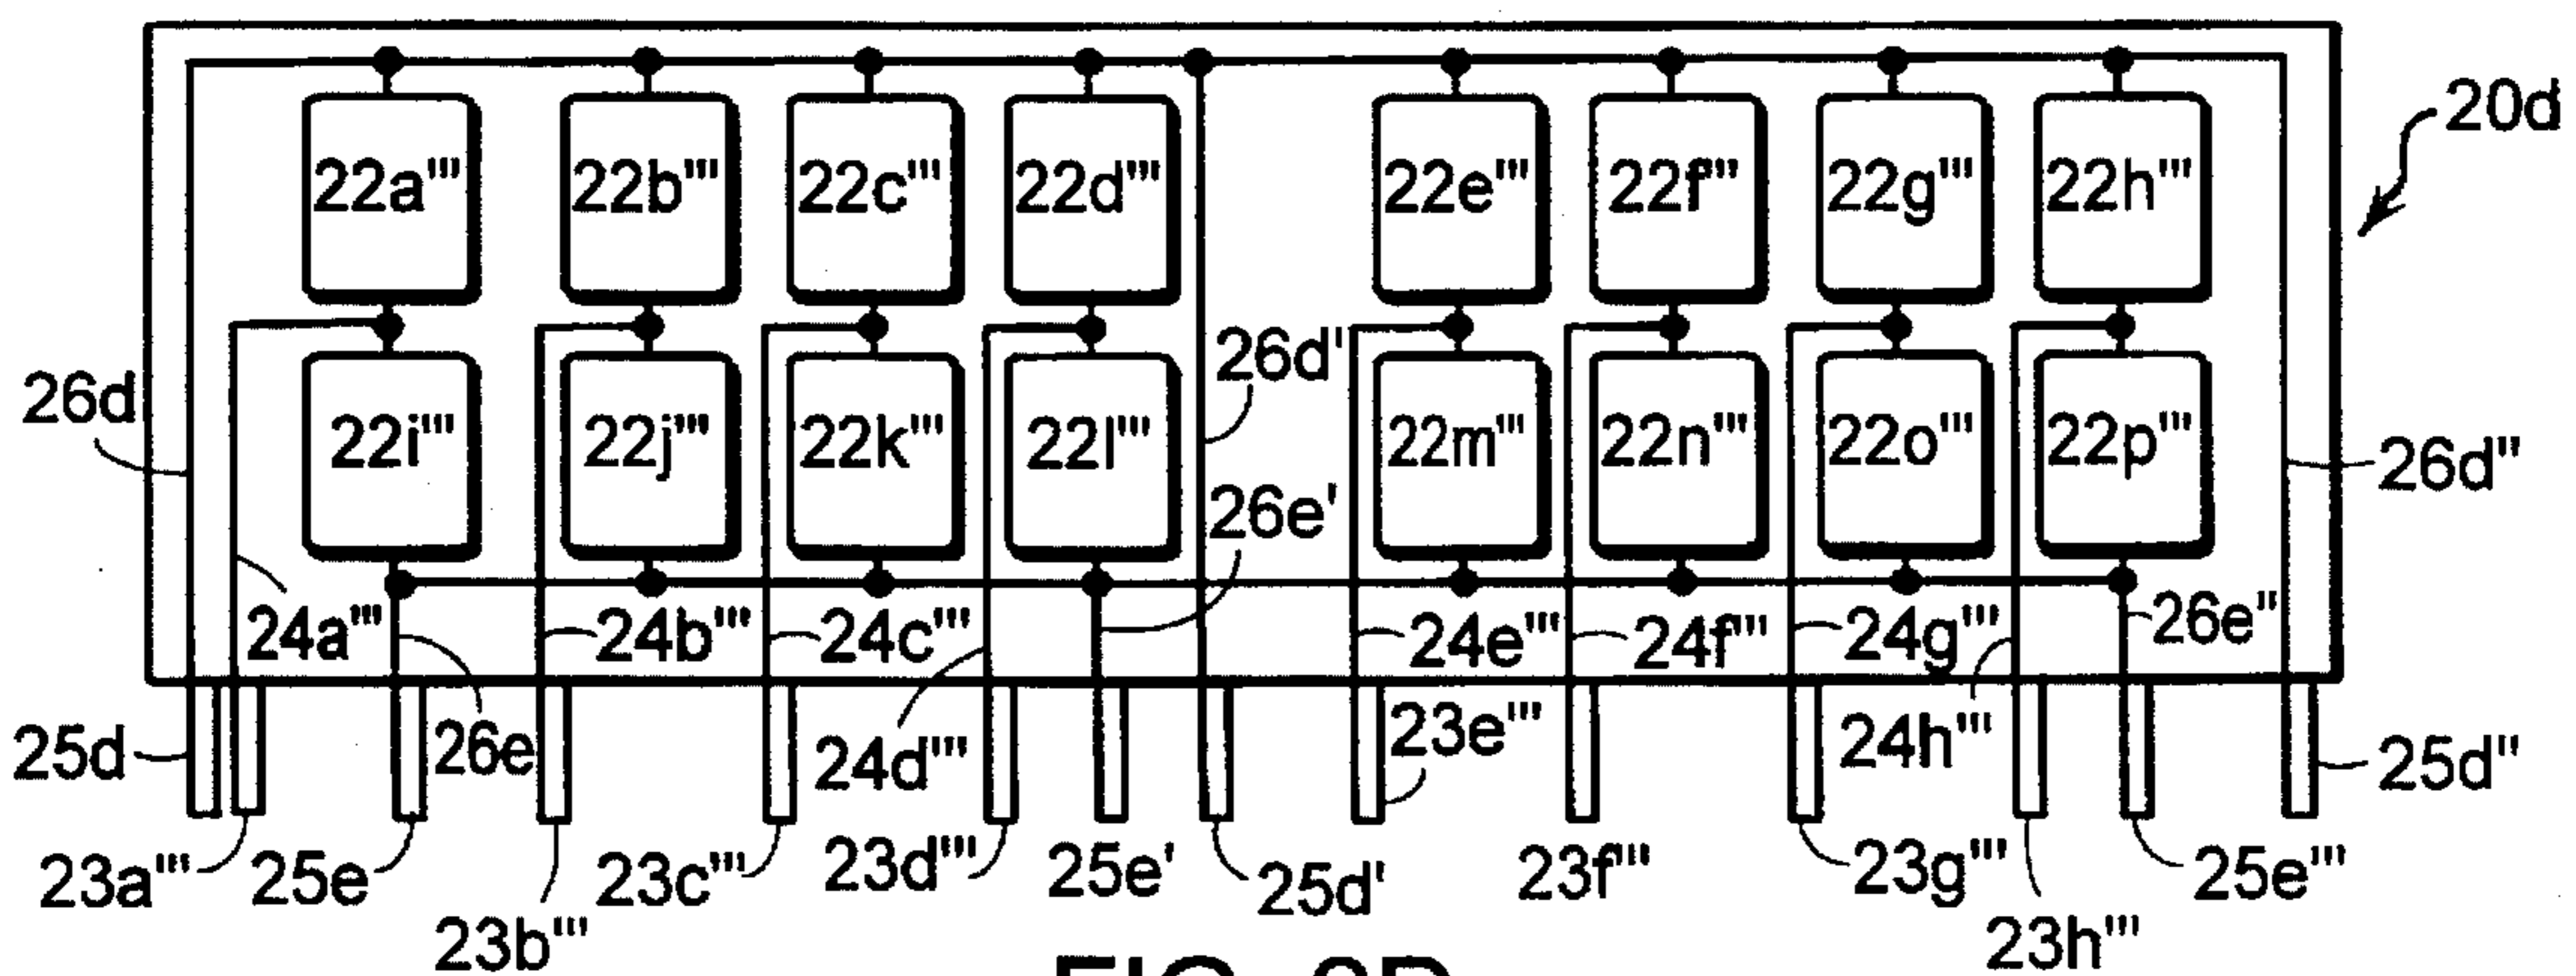 20d
22a''' 22b''' 22c''' 22d''' 22e''' 22f''' 22g''' 22h'''
26d 26d'
22i''' 22j''' 22k''' 22l''' 22m''' 22n''' 22o''' 22p''' 26d''
26e'
24a''' 24b''' 24c''' 24e''' 24f''' 24g''' 26e''
25d 26e 24d''' 23e''' 24h''' 25d''
23a''' 25e 23c''' 23d''' 25e' 25d' 23f''' 23g''' 25e'''
23b''' 23h'''